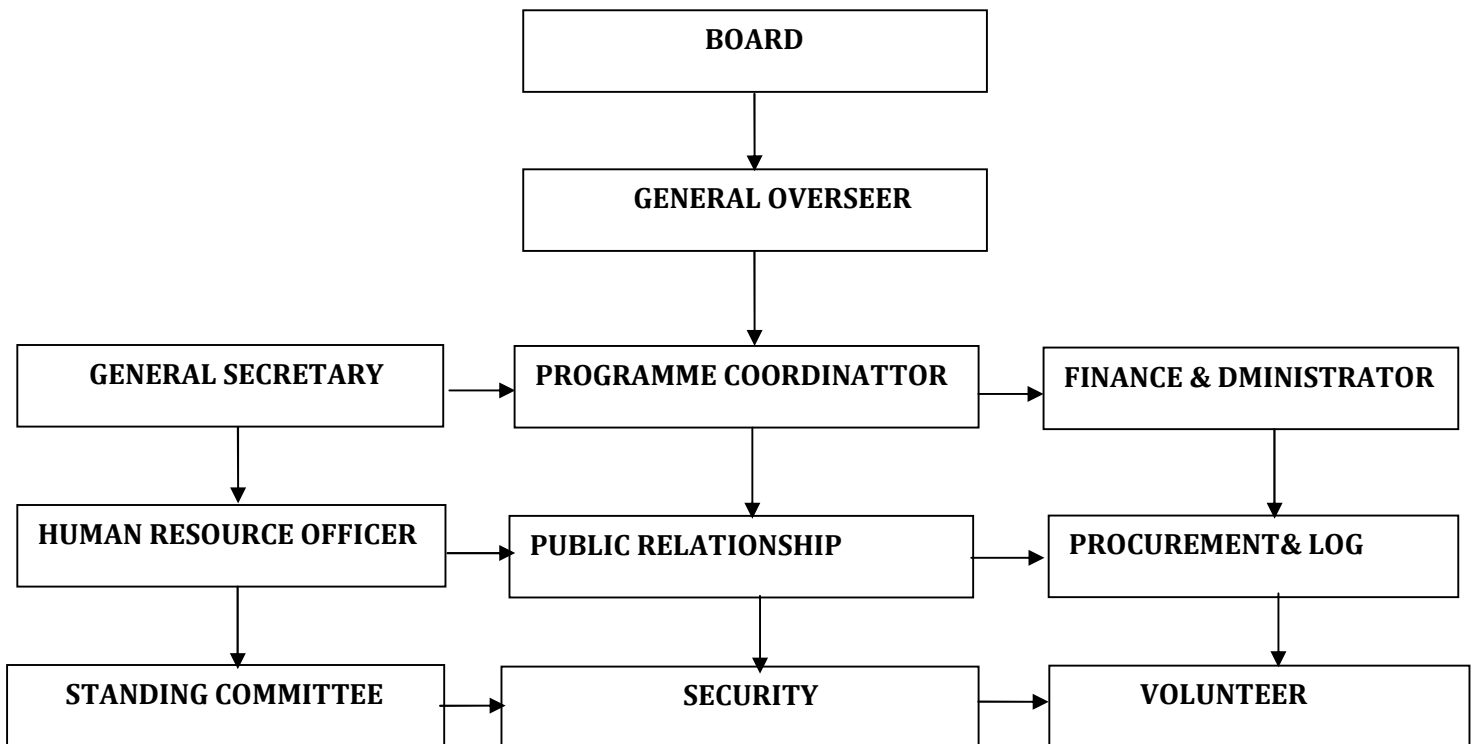 BOARD
GENERAL OVERSEER
GENERAL SECRETARY
PROGRAMME COORDINATTOR
FINANCE & DMINISTRATOR
HUMAN RESOURCE OFFICER
PUBLIC RELATIONSHIP
PROCUREMENT& LOG
STANDING COMMITTEE
SECURITY
VOLUNTEER